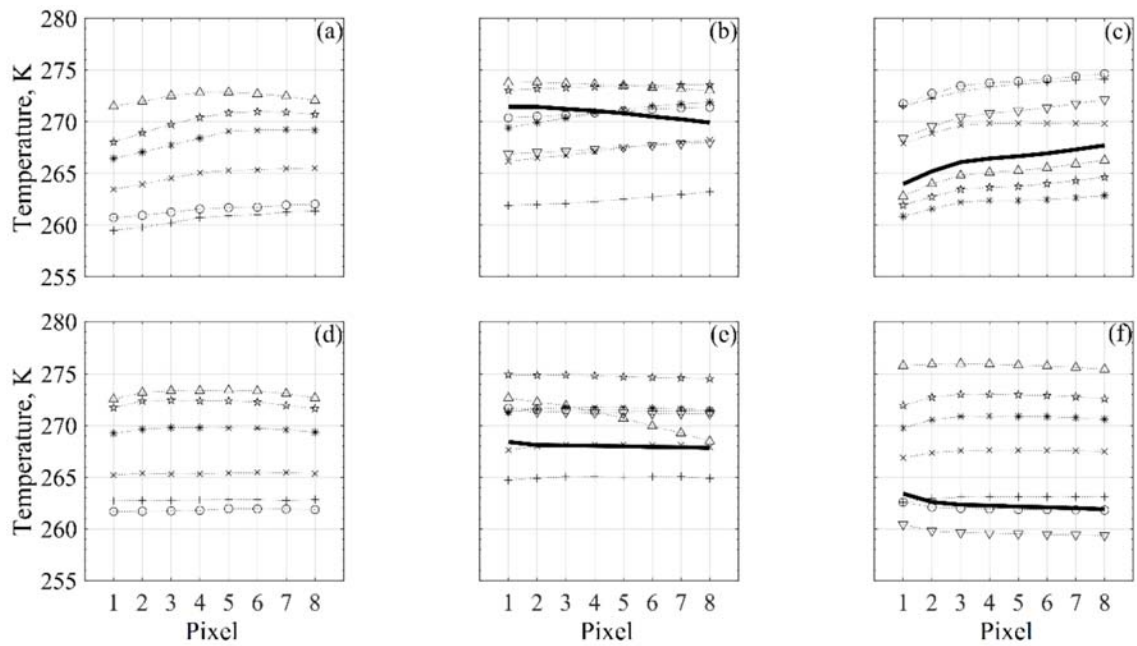 280
275
270
265
260
255
Temperature, K
(a)
(b)
(c)
280
275
270
265
260
255
Temperature, K
(d)
(e)
(f)
1 2 3 4 5 6 7 8
1 2 3 4 5 6 7 8
1 2 3 4 5 6 7 8
Pixel
Pixel
Pixel